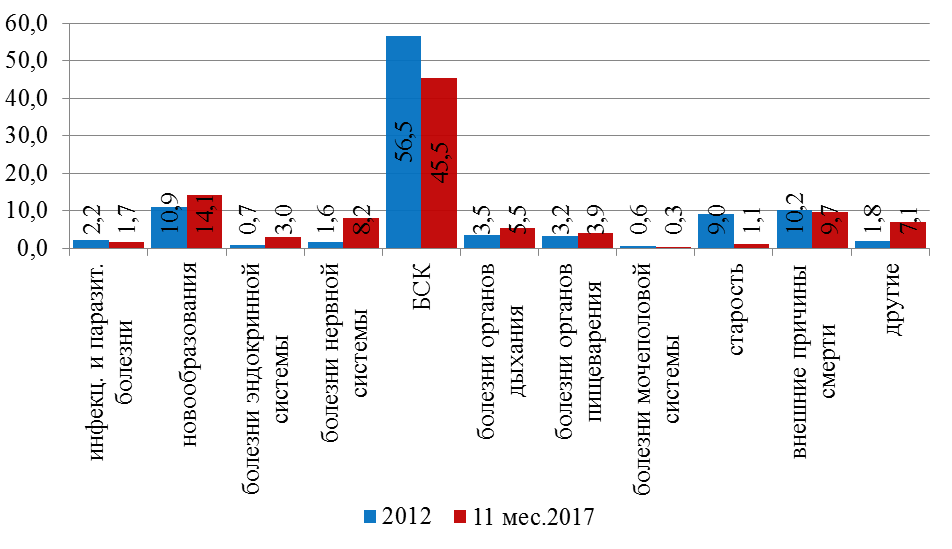 60,0
50,0
40,0
30,0
20,0
10,0
0,0
2,2
1,7
10,9
14,1
0,7
3,0
1,6
8,2
56,5
45,5
3,5
5,5
3,2
3,9
0,6
0,3
9,0
1,1
10,2
9,7
1,8
7,1
инфекц. и паразит.
болезни
новообразования
болезни эндокринной
системы
болезни нервной
системы
БСК
болезни органов
дыхания
болезни органов
пищеварения
болезни мочеполовой
системы
старость
внешние причины
смерти
другие
2012
11 мес.2017